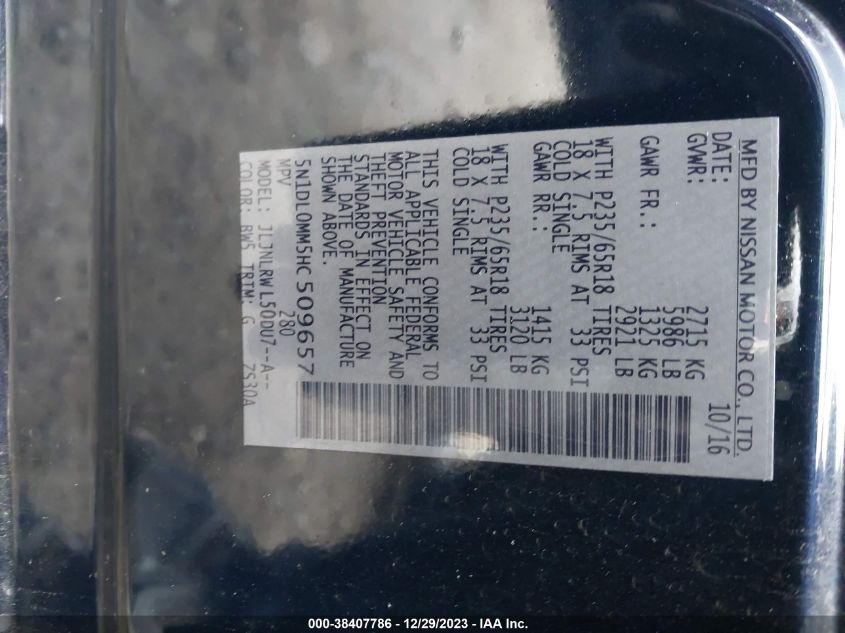 MFD BY NISSAN MOTOR CO., LTD.
DATE: 10/16
GVWR: 2715 KG
5986 LB
GAWR FR.: 1325 KG
2921 LB
WITH P235/65R18 TIRES
18 X 7.5 RIMS AT 33 PSI
COLD SINGLE
GAWR RR.: 1415 KG
3120 LB
WITH P235/65R18 TIRES
18 X 7.5 RIMS AT 33 PSI
COLD SINGLE
THIS VEHICLE CONFORMS TO
ALL APPLICABLE FEDERAL
MOTOR VEHICLE SAFETY AND
THEFT PREVENTION
STANDARDS IN EFFECT ON
THE DATE OF MANUFACTURE
SHOWN ABOVE.
5N1DL0MM5HC509657
MPV 280
MODEL: JLJNLRWL50DU7--A--
COLOR: BW5 TRIM: G ZS30A
000-38407786 - 12/29/2023 - IAA Inc.